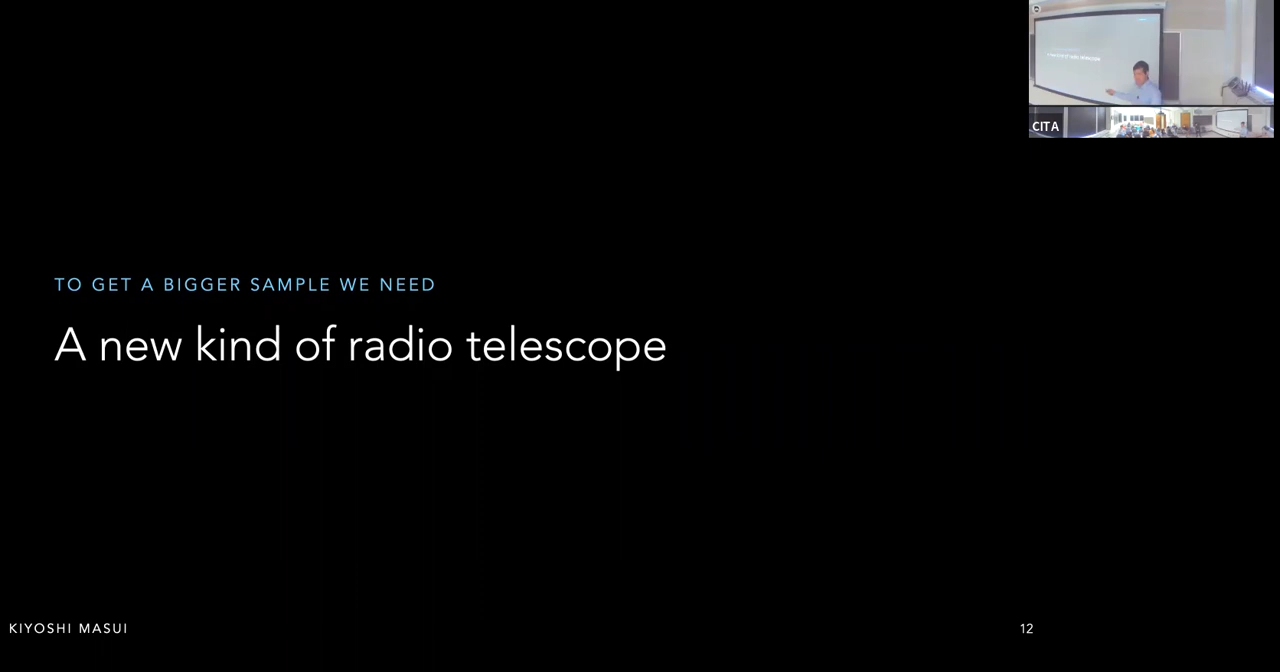 CITA
TO GET A BIGGER SAMPLE WE NEED
A new kind of radio telescope
KIYOSHI MASUI
12